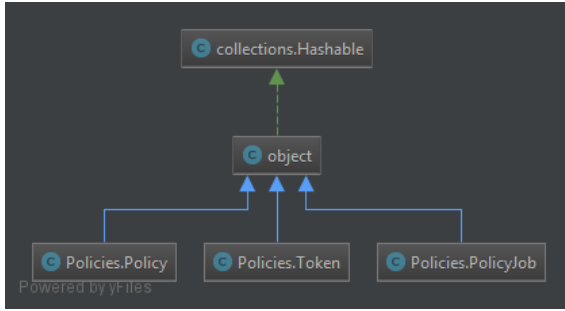 C collections.Hashable
C object
C Policies.Policy
C Policies.Token
C Policies.PolicyJob
Powered by yFiles